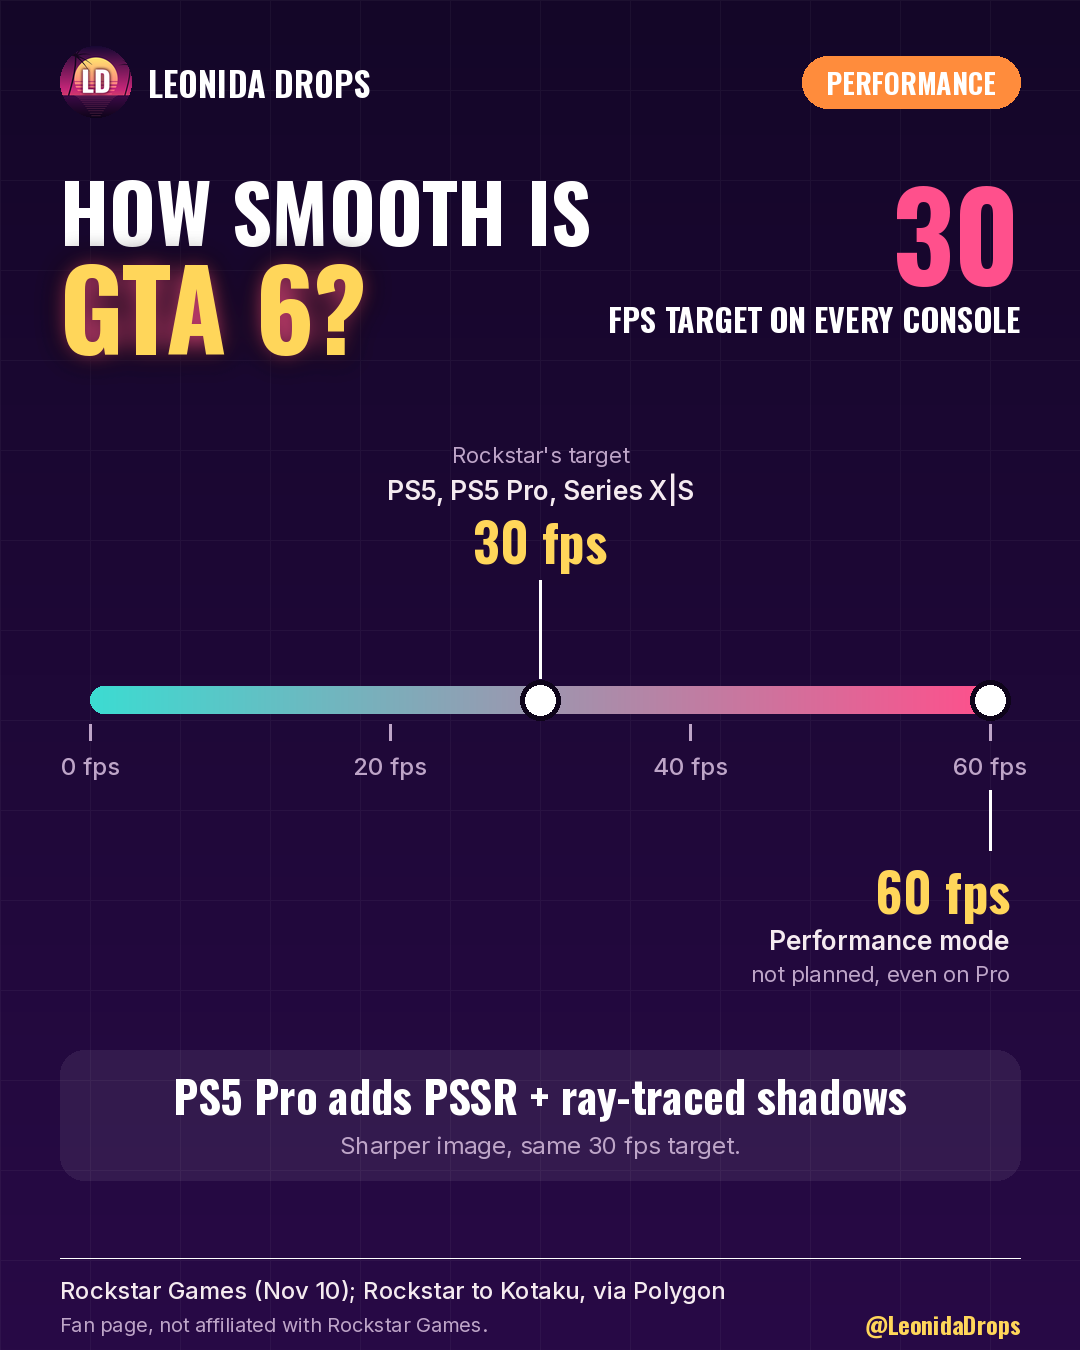 LD
LEONIDA DROPS
PERFORMANCE
HOW SMOOTH IS
GTA 6?
30
FPS TARGET ON EVERY CONSOLE
Rockstar's target
PS5, PS5 Pro, Series X|S
30 fps
0 fps
20 fps
40 fps
60 fps
60 fps
Performance mode
not planned, even on Pro
PS5 Pro adds PSSR + ray-traced shadows
Sharper image, same 30 fps target.
Rockstar Games (Nov 10); Rockstar to Kotaku, via Polygon
Fan page, not affiliated with Rockstar Games.
@LeonidaDrops